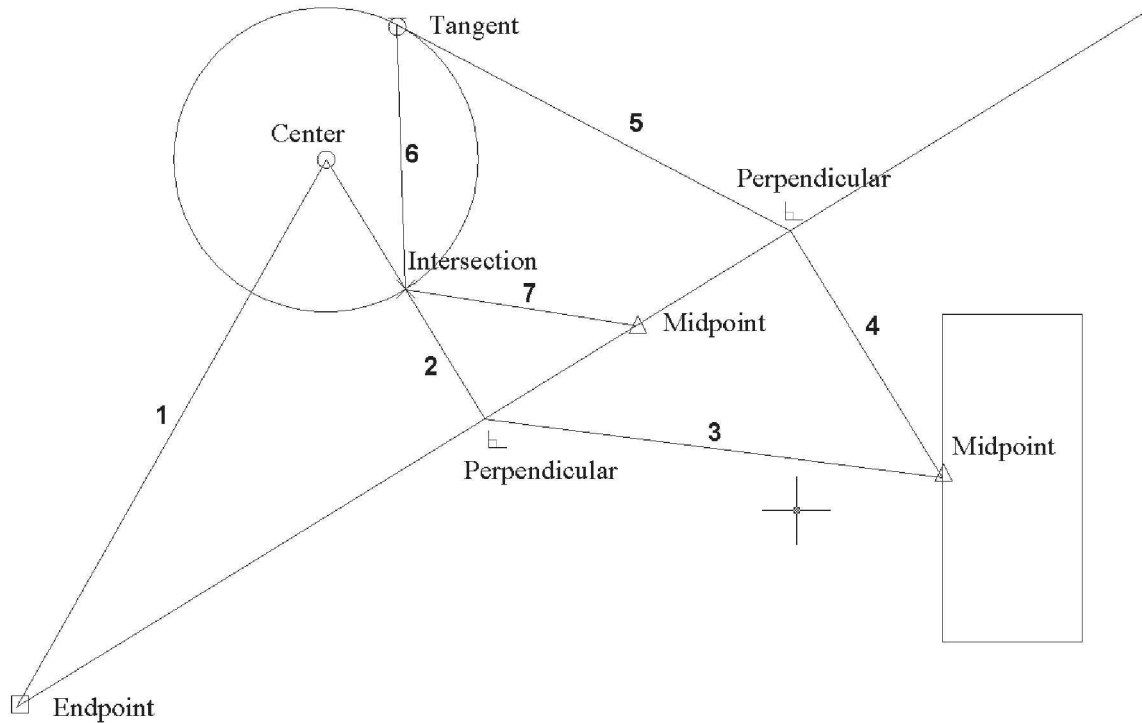 Tangent
5
Center
6
Perpendicular
Intersection
7
Midpoint
4
2
1
3
Midpoint
Perpendicular
Endpoint